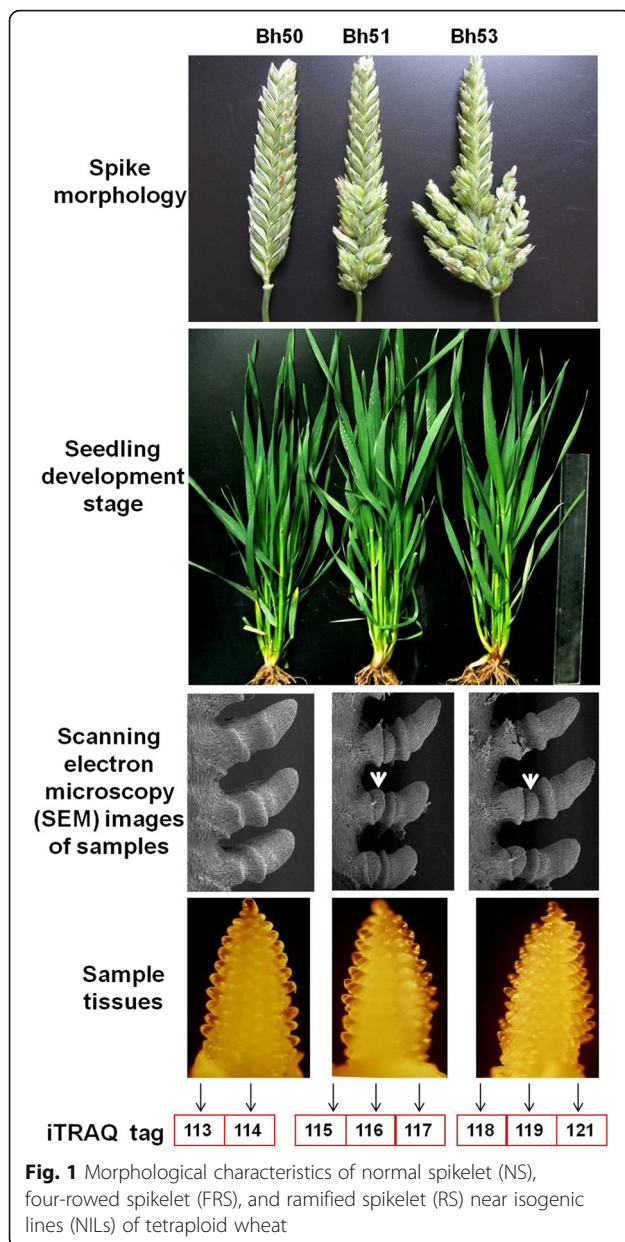 Bh50 Bh51 Bh53
Spike
morphology
Seedling
development
stage
Scanning
electron
microscopy
(SEM) images
of samples
Sample
tissues
iTRAQ tag 113 114 115 116 117 118 119 121
Fig. 1 Morphological characteristics of normal spikelet (NS),
four-rowed spikelet (FRS), and ramified spikelet (RS) near isogenic
lines (NILs) of tetraploid wheat